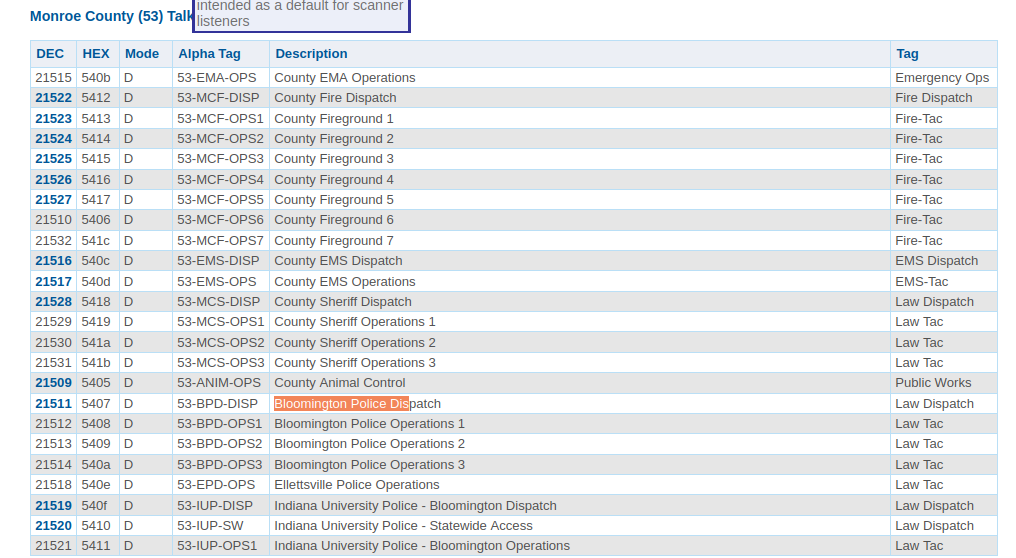 intended as a default for scanner
Monroe County (53) Talk
listeners
DEC HEX Mode Alpha Tag Description Tag
21515 540b D 53-EMA-OPS County EMA Operations Emergency Ops
21522 5412 D 53-MCF-DISP County Fire Dispatch Fire Dispatch
21523 5413 D 53-MCF-OPS1 County Fireground 1 Fire-Tac
21524 5414 D 53-MCF-OPS2 County Fireground 2 Fire-Tac
21525 5415 D 53-MCF-OPS3 County Fireground 3 Fire-Tac
21526 5416 D 53-MCF-OPS4 County Fireground 4 Fire-Tac
21527 5417 D 53-MCF-OPS5 County Fireground 5 Fire-Tac
21510 5406 D 53-MCF-OPS6 County Fireground 6 Fire-Tac
21532 541c D 53-MCF-OPS7 County Fireground 7 Fire-Tac
21516 540c D 53-EMS-DISP County EMS Dispatch EMS Dispatch
21517 540d D 53-EMS-OPS County EMS Operations EMS-Tac
21528 5418 D 53-MCS-DISP County Sheriff Dispatch Law Dispatch
21529 5419 D 53-MCS-OPS1 County Sheriff Operations 1 Law Tac
21530 541a D 53-MCS-OPS2 County Sheriff Operations 2 Law Tac
21531 541b D 53-MCS-OPS3 County Sheriff Operations 3 Law Tac
21509 5405 D 53-ANIM-OPS County Animal Control Public Works
21511 5407 D 53-BPD-DISP Bloomington Police Dispatch Law Dispatch
21512 5408 D 53-BPD-OPS1 Bloomington Police Operations 1 Law Tac
21513 5409 D 53-BPD-OPS2 Bloomington Police Operations 2 Law Tac
21514 540a D 53-BPD-OPS3 Bloomington Police Operations 3 Law Tac
21518 540e D 53-EPD-OPS Ellettsville Police Operations Law Tac
21519 540f D 53-IUP-DISP Indiana University Police - Bloomington Dispatch Law Dispatch
21520 5410 D 53-IUP-SW Indiana University Police - Statewide Access Law Dispatch
21521 5411 D 53-IUP-OPS1 Indiana University Police - Bloomington Operations Law Tac